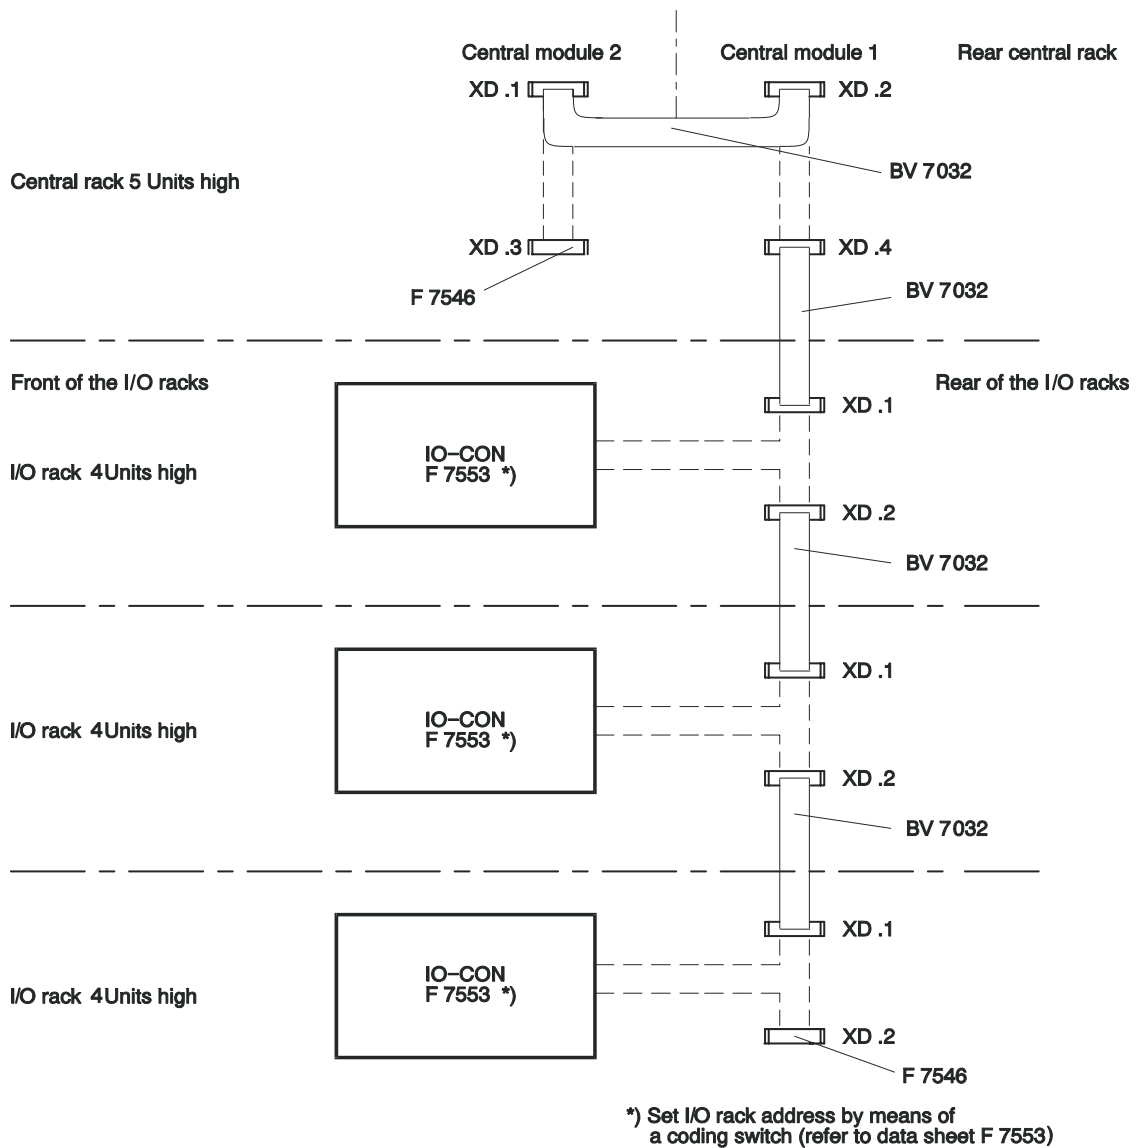 Central module 2
Central module 1
Rear central rack
XD .1
XD .2
BV 7032
Central rack 5 Units high
XD .3
XD .4
F 7546
BV 7032
Front of the I/O racks
Rear of the I/O racks
XD .1
IO–CON
F 7553 *)
I/O rack 4Units high
XD .2
BV 7032
XD .1
IO–CON
F 7553 *)
I/O rack 4Units high
XD .2
BV 7032
XD .1
IO–CON
F 7553 *)
I/O rack 4Units high
XD .2
F 7546
*) Set I/O rack address by means of
a coding switch (refer to data sheet F 7553)